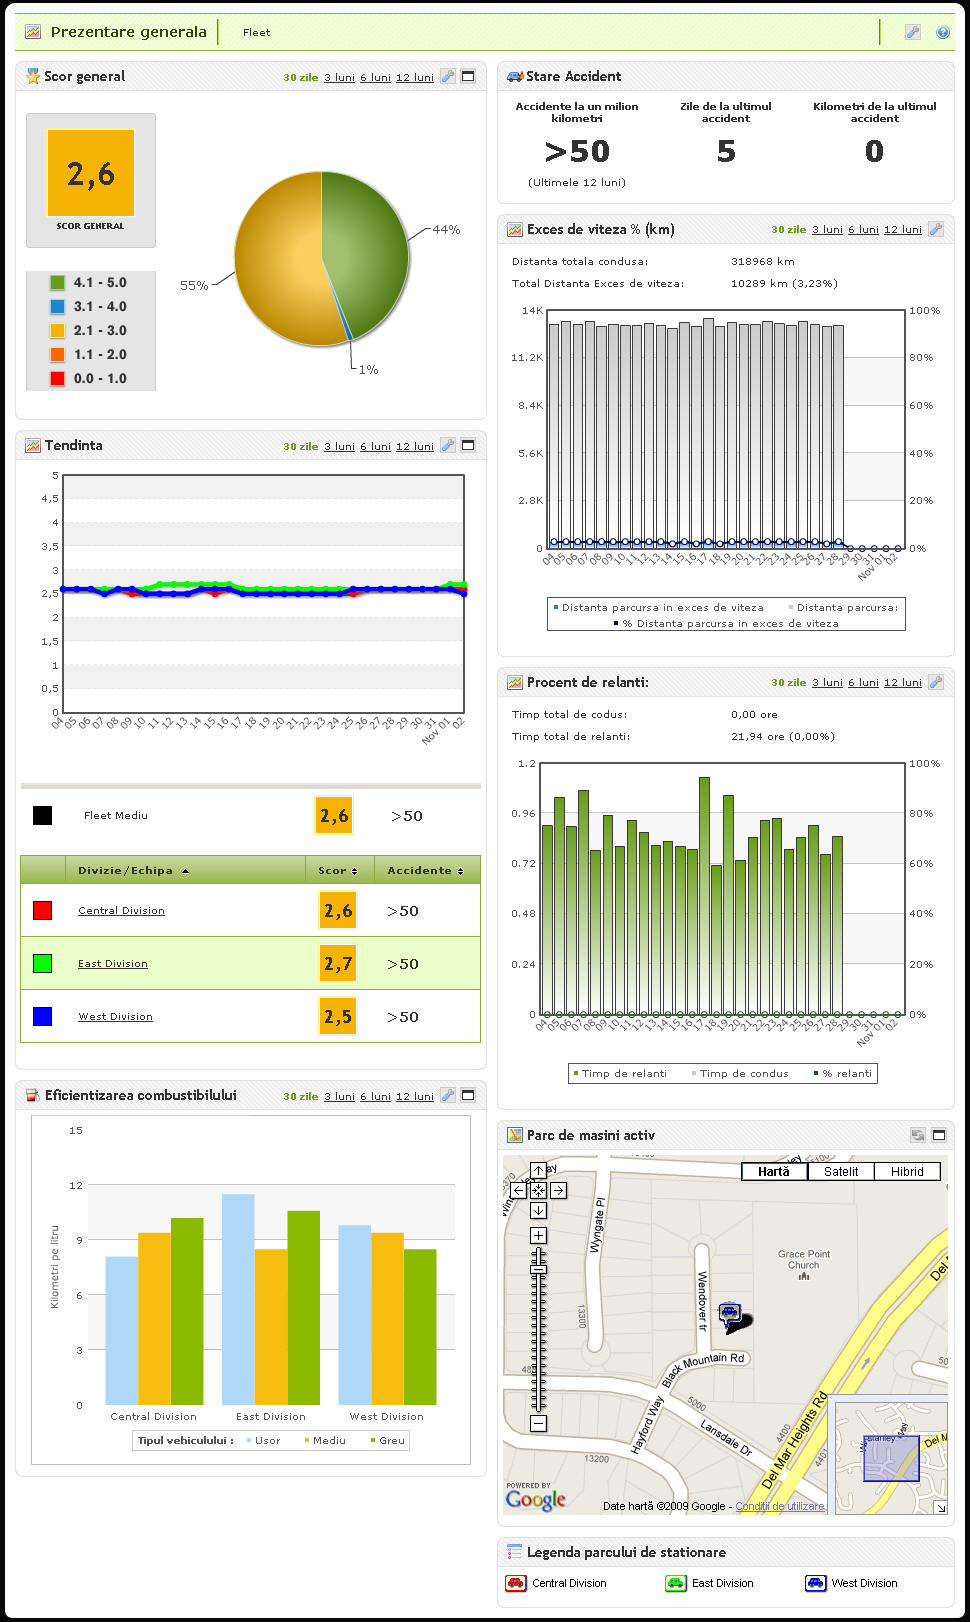 Prezentare generala
Fleet
Scor general
30 zile 3 luni 6 luni 12 luni
2,6
SCOR GENERAL
4.1 - 5.0
3.1 - 4.0
2.1 - 3.0
1.1 - 2.0
0.0 - 1.0
44%
55%
1%
Tendinta
30 zile 3 luni 6 luni 12 luni
5
4,5
4
3,5
3
2,5
2
1,5
1
0,5
0
04 05 06 07 08 09 10 11 12 13 14 15 16 17 18 19 20 21 22 23 24 25 26 27 28 29 30 31 Nov 01 02
Fleet Mediu 2,6 >50
Divizie/Echipa Scor Accidente
Central Division 2,6 >50
East Division 2,7 >50
West Division 2,5 >50
Eficientizarea combustibilului
30 zile 3 luni 6 luni 12 luni
Kilometri pe litru
15
12
9
6
3
0
Central Division East Division West Division
Tipul vehiculului : Usor Mediu Greu
Stare Accident
Accidente la un milion kilometri
>50
(Ultimele 12 luni)
Zile de la ultimul accident
5
Kilometri de la ultimul accident
0
Exces de viteza % (km)
30 zile 3 luni 6 luni 12 luni
Distanta totala condusa: 318968 km
Total Distanta Exces de viteza: 10289 km (3,23%)
14K 100%
11.2K 80%
8.4K 60%
5.6K 40%
2.8K 20%
0 0%
04 05 06 07 08 09 10 11 12 13 14 15 16 17 18 19 20 21 22 23 24 25 26 27 28 29 30 31 Nov 01 02
Distanta parcursa in exces de viteza Distanta parcursa:
% Distanta parcursa in exces de viteza
Procent de relanti:
30 zile 3 luni 6 luni 12 luni
Timp total de codus: 0,00 ore
Timp total de relanti: 21,94 ore (0,00%)
1.2 100%
0.96 80%
0.72 60%
0.48 40%
0.24 20%
0 0%
04 05 06 07 08 09 10 11 12 13 14 15 16 17 18 19 20 21 22 23 24 25 26 27 28 29 30 31 Nov 01 02
Timp de relanti Timp de condus % relanti
Parc de masini activ
Hartă Satelit Hibrid
Wyngate Pl
Grace Point Church
Wendover tr
13300
Black Mountain Rd
Hayford Way
5000
Lansdale Dr
13200
4400
Del Mar Heights Rd
POWERED BY
Google
Date hartă ©2009 Google - Condiții de utilizare
Legenda parcului de stationare
Central Division East Division West Division